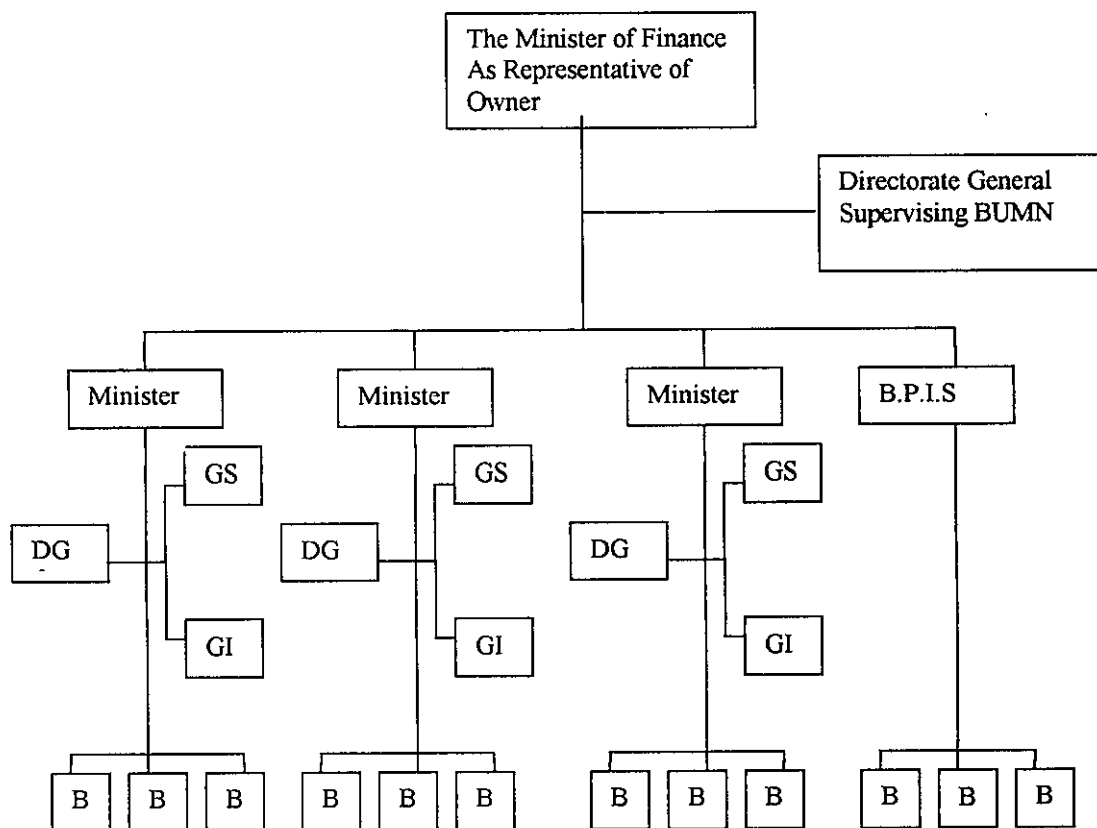 The Minister of Finance
As Representative of
Owner
Directorate General
Supervising BUMN
Minister
Minister
Minister
B.P.I.S
GS
GS
GS
DG
DG
DG
GI
GI
GI
B B B B B B B B B B B B